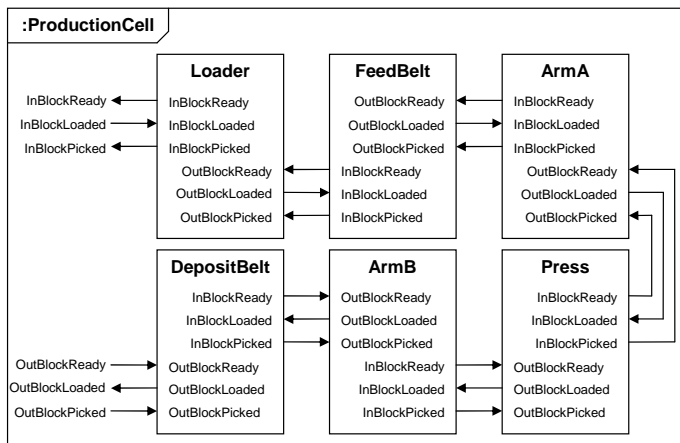 :ProductionCell
Loader
FeedBelt
ArmA
InBlockReady
InBlockReady
OutBlockReady
InBlockReady
InBlockLoaded
InBlockLoaded
OutBlockLoaded
InBlockLoaded
InBlockPicked
InBlockPicked
OutBlockPicked
InBlockPicked
OutBlockReady
InBlockReady
OutBlockReady
OutBlockLoaded
InBlockLoaded
OutBlockLoaded
OutBlockPicked
InBlockPicked
OutBlockPicked
DepositBelt
ArmB
Press
InBlockReady
OutBlockReady
InBlockReady
InBlockLoaded
OutBlockLoaded
InBlockLoaded
InBlockPicked
OutBlockPicked
InBlockPicked
OutBlockReady
OutBlockReady
InBlockReady
OutBlockReady
OutBlockLoaded
OutBlockLoaded
InBlockLoaded
OutBlockLoaded
OutBlockPicked
OutBlockPicked
InBlockPicked
OutBlockPicked